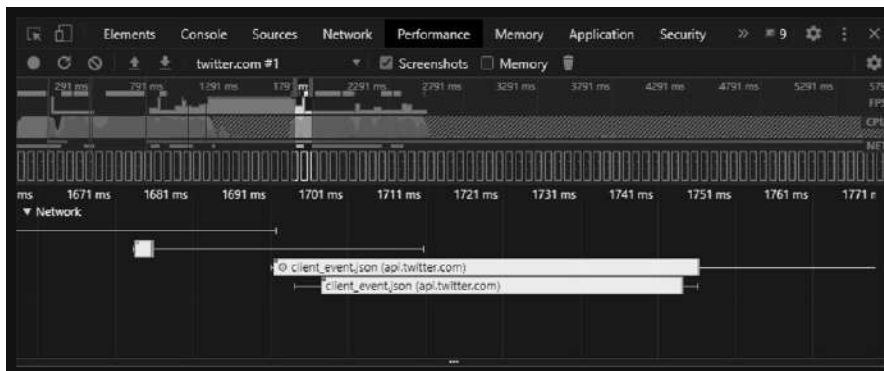 Elements Console Sources Network Performance Memory Application Security » 9
twitter.com #1 Screenshots Memory
291 ms 791 ms 1291 ms 2291 ms 2791 ms 3291 ms 3791 ms 4291 ms 4791 ms 5291 ms
FPS
CPU
NET
ms 1671 ms 1681 ms 1691 ms 1701 ms 1711 ms 1721 ms 1731 ms 1741 ms 1751 ms 1761 ms 1771 m
Network
client_event.json (api.twitter.com)
client_event.json (api.twitter.com)